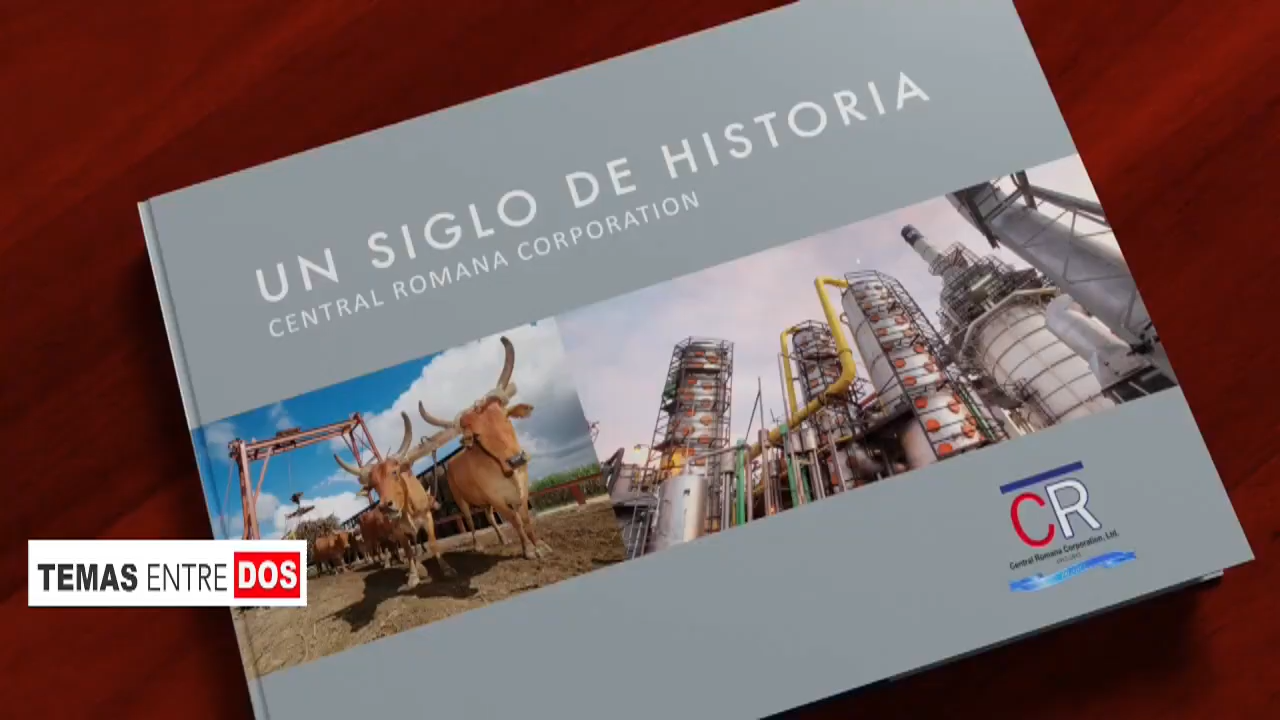 UN SIGLO DE HISTORIA
CENTRAL ROMANA CORPORATION
CR
Central Romana Corporation, Ltd.
TEMAS ENTRE DOS